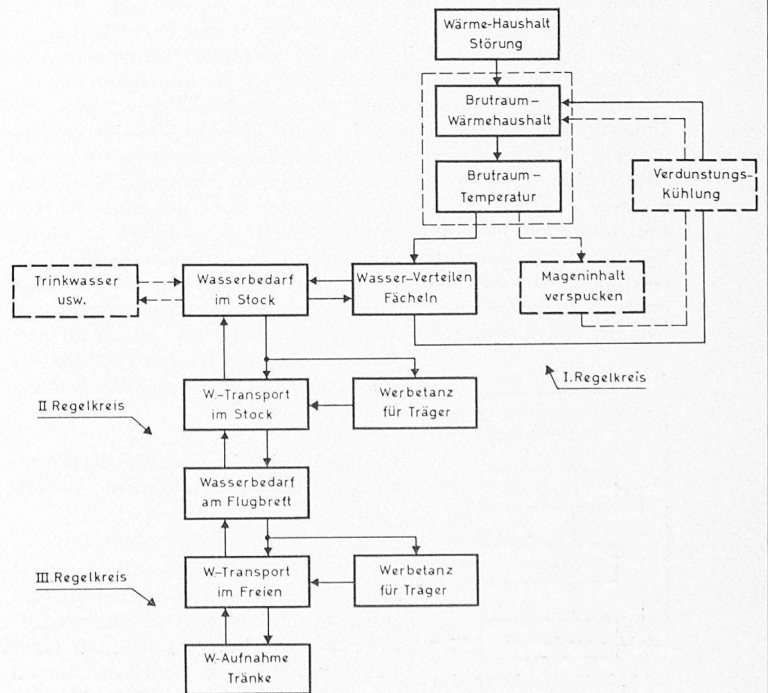 Wärme-Haushalt
Störung
Brutraum-
Wärmehaushalt
Brutraum-
Temperatur
Verdunstungs-
Kühlung
Trinkwasser
usw.
Wasserbedarf
im Stock
Wasser-Verteilen
Fächeln
Mageninhalt
verspucken
I.Regelkreis
II Regelkreis
W.-Transport
im Stock
Werbetanz
für Träger
Wasserbedarf
am Flugbrett
III.Regelkreis
W.-Transport
im Freien
Werbetanz
für Träger
W-Aufnahme
Tränke